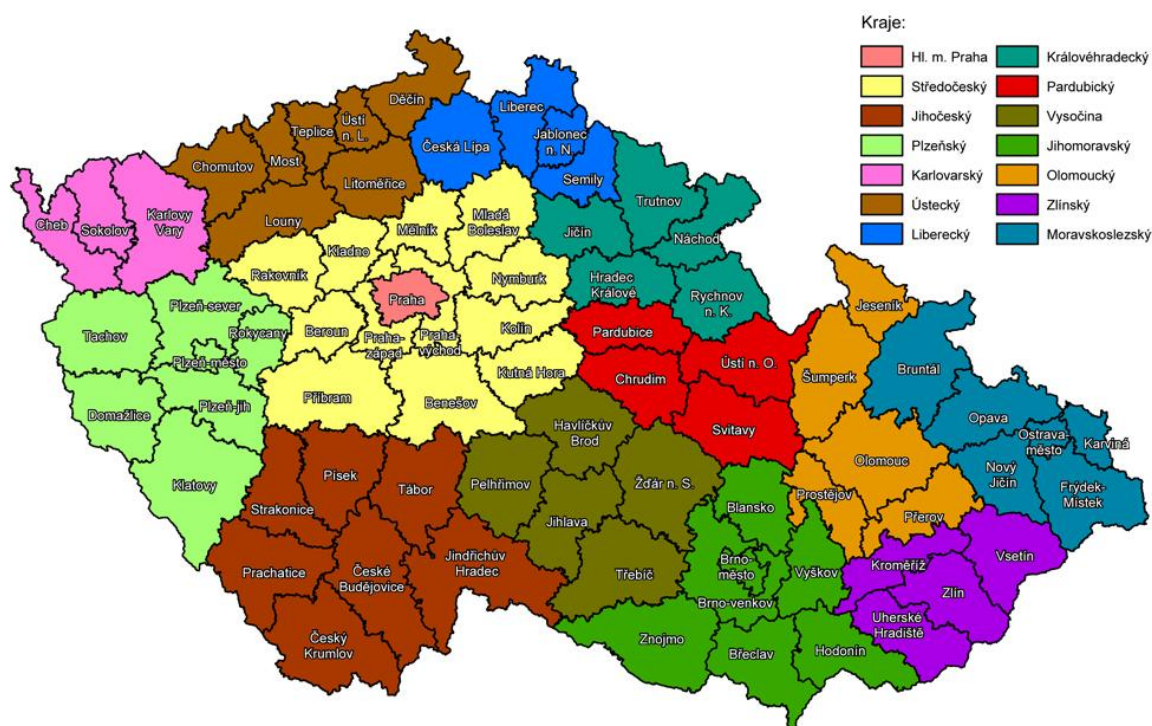 Kraje:
Hl. m. Praha
Středočeský
Jihočeský
Plzeňský
Karlovarský
Ústecký
Liberecký
Královéhradecký
Pardubický
Vysočina
Jihomoravský
Olomoucký
Zlínský
Moravskoslezský
Děčín
Ústí
n. L.
Teplice
Most
Chomutov
Litoměřice
Louny
Liberec
Česká Lípa
Jablonec
n. N.
Semily
Trutnov
Náchod
Jičín
Hradec
Králové
Rychnov
n. K.
Cheb
Sokolov
Karlovy
Vary
Mělník
Mladá
Boleslav
Kladno
Rakovník
Nymburk
Praha
Beroun
Praha-
západ
Praha-
východ
Kolín
Kutná Hora
Příbram
Benešov
Plzeň-sever
Tachov
Rokycany
Plzeň-město
Domažlice
Plzeň-jih
Klatovy
Pardubice
Chrudim
Ústí n. O.
Svitavy
Jeseník
Šumperk
Olomouc
Prostějov
Přerov
Bruntál
Opava
Ostrava-
město
Karviná
Nový
Jičín
Frýdek-
Místek
Havlíčkův
Brod
Pelhřimov
Žďár n. S.
Jihlava
Třebíč
Písek
Tábor
Strakonice
Prachatice
České
Budějovice
Jindřichův
Hradec
Český
Krumlov
Blansko
Brno-
město
Vyškov
Brno-venkov
Znojmo
Břeclav
Hodonín
Kroměříž
Vsetín
Zlín
Uherské
Hradiště